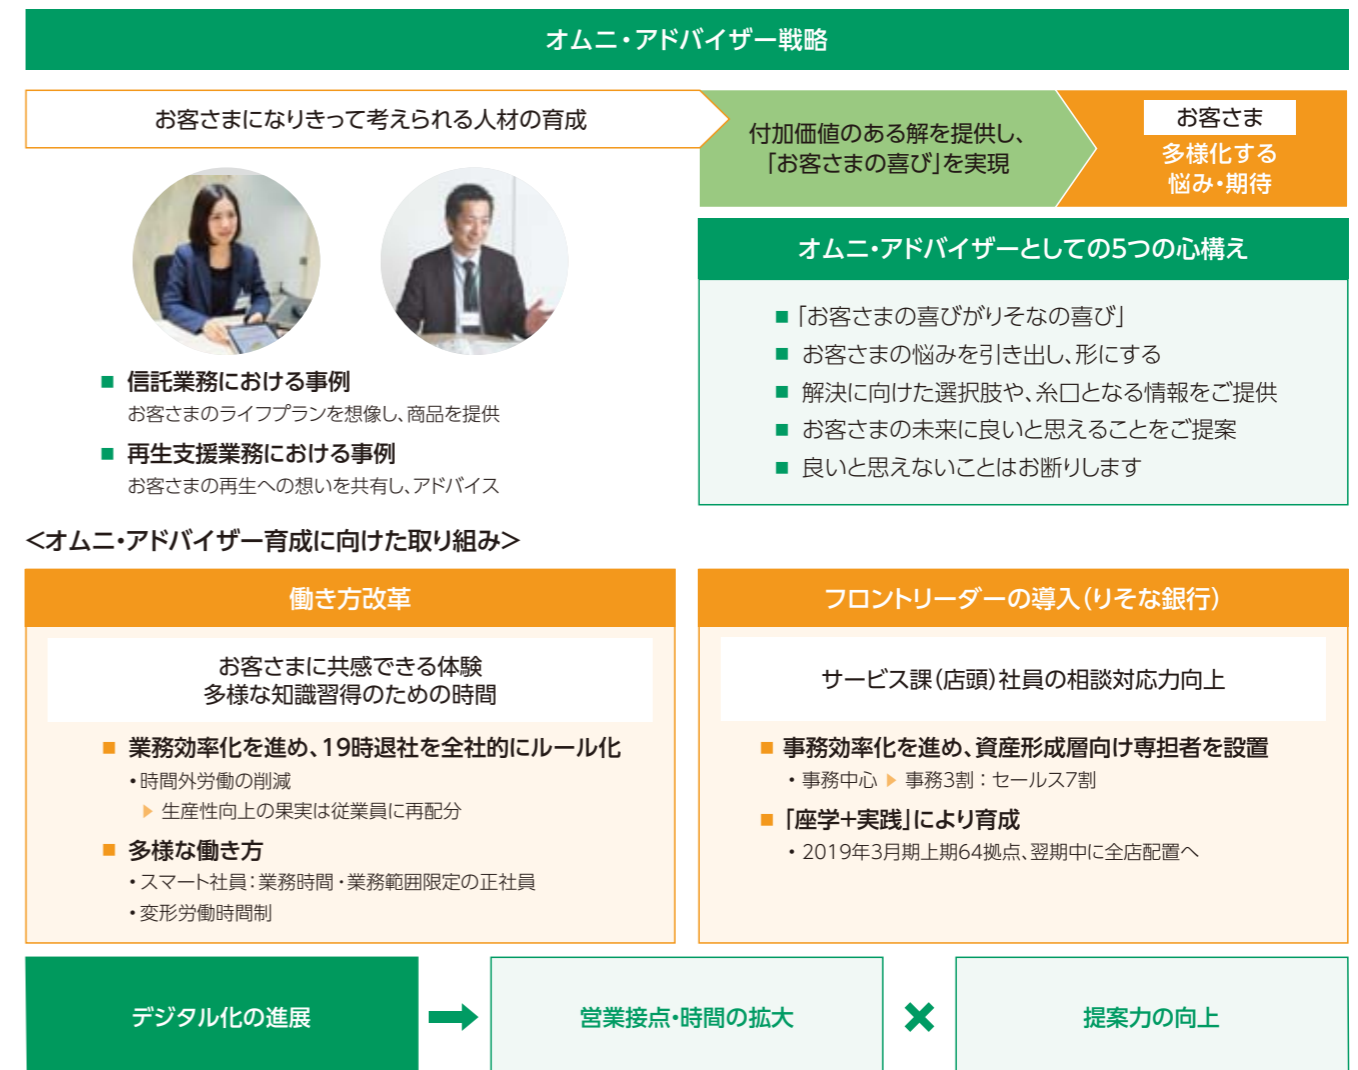 オムニ・アドバイザー戦略
お客さまになりきって考えられる人材の育成
付加価値のある解を提供し、
「お客さまの喜び」を実現
お客さま
多様化する
悩み・期待
■ 信託業務における事例
お客さまのライフプランを想像し、商品を提供
■ 再生支援業務における事例
お客さまの再生への想いを共有し、アドバイス
オムニ・アドバイザーとしての5つの心構え
■ 「お客さまの喜びがりそなの喜び」
■ お客さまの悩みを引き出し、形にする
■ 解決に向けた選択肢や、糸口となる情報をご提供
■ お客さまの未来に良いと思えることをご提案
■ 良いと思えないことはお断りします
<オムニ・アドバイザー育成に向けた取り組み>
働き方改革
お客さまに共感できる体験
多様な知識習得のための時間
■ 業務効率化を進め、19時退社を全社的にルール化
・時間外労働の削減
▶ 生産性向上の果実は従業員に再配分
■ 多様な働き方
・スマート社員：業務時間・業務範囲限定の正社員
・変形労働時間制
フロントリーダーの導入（りそな銀行）
サービス課（店頭）社員の相談対応力向上
■ 事務効率化を進め、資産形成層向け専担者を設置
・事務中心 ▶ 事務3割：セールス7割
■ 「座学+実践」により育成
・2019年3月期上期64拠点、翌期中に全店配置へ
デジタル化の進展
営業接点・時間の拡大
提案力の向上